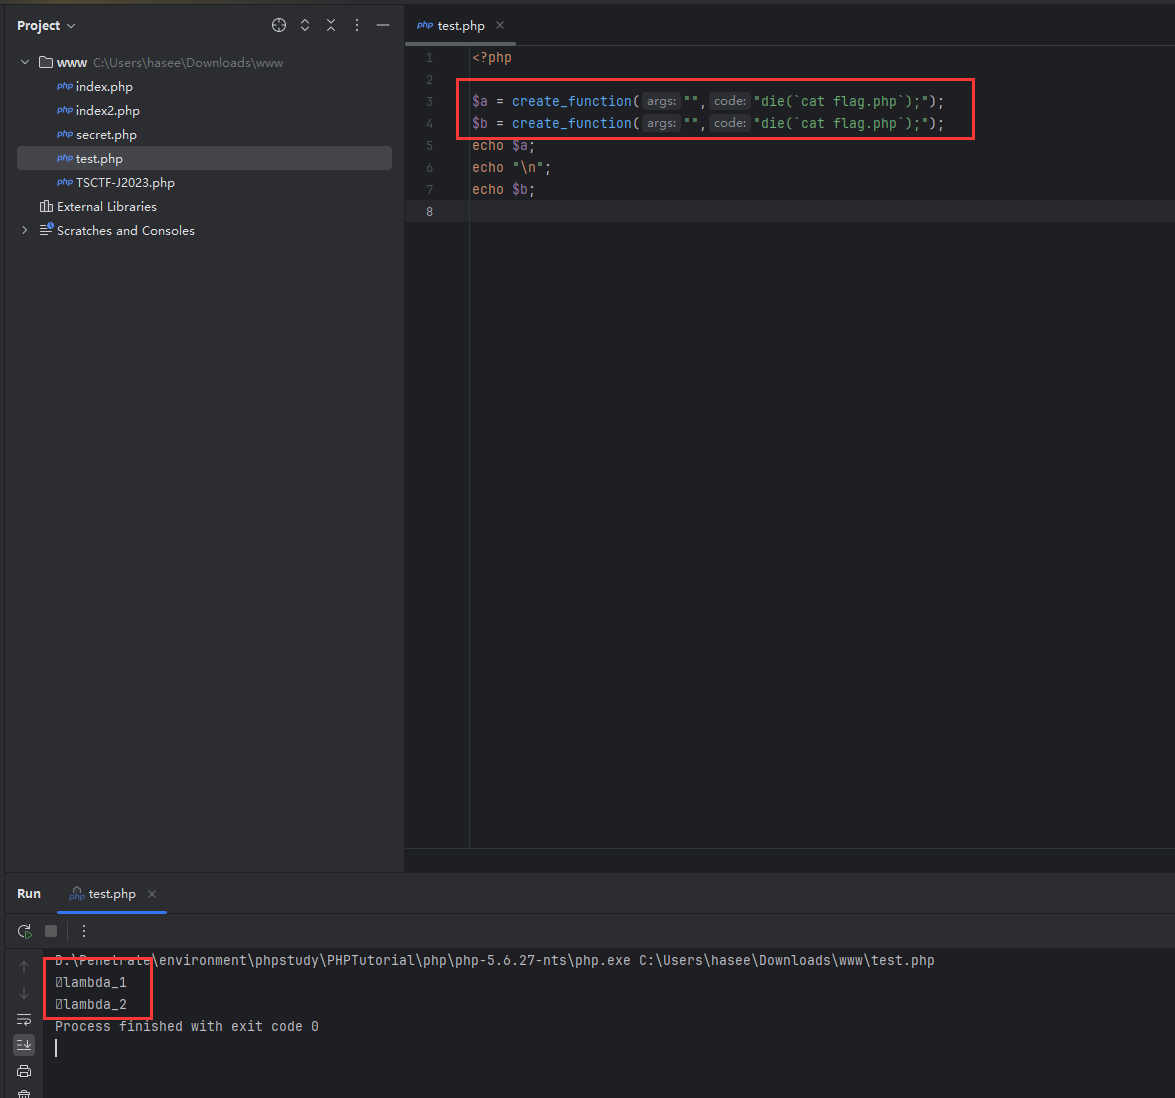 Project
www C:\Users\hasee\Downloads\www
php index.php
php index2.php
php secret.php
php test.php
php TSCTF-J2023.php
External Libraries
Scratches and Consoles
php test.php
1 <?php
2
3 $a = create_function( args: "", code: "die(`cat flag.php`);");
4 $b = create_function( args: "", code: "die(`cat flag.php`);");
5 echo $a;
6 echo "\n";
7 echo $b;
8
Run php test.php
D:\Penetrate\environment\phpstudy\PHPTutorial\php\php-5.6.27-nts\php.exe C:\Users\hasee\Downloads\www\test.php
lambda_1
lambda_2
Process finished with exit code 0